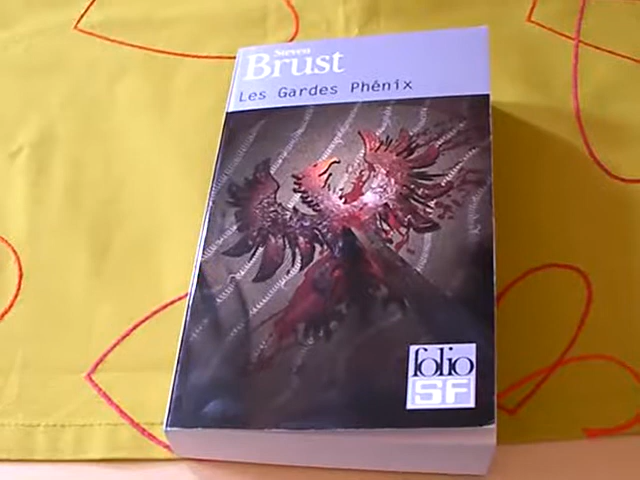 Steven
Brust
Les Gardes Phénix
folio
SF